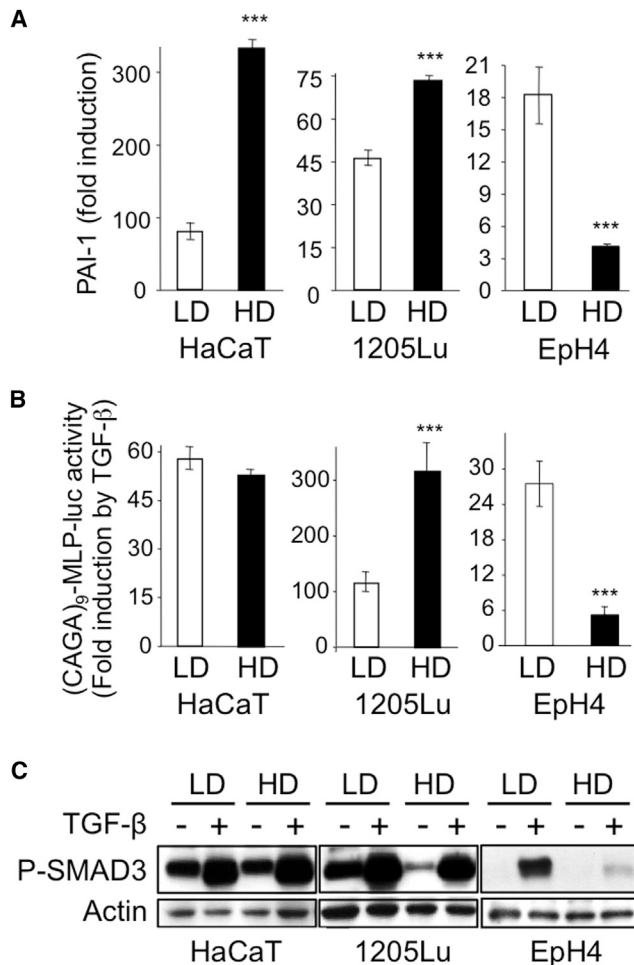 A
PAI-1 (fold induction)
300
200
100
0
***
LD HD
HaCaT
75
60
45
30
15
0
***
LD HD
1205Lu
21
18
15
12
9
6
3
0
***
LD HD
EpH4
B
(CAGA)9-MLP-luc activity
(Fold induction by TGF-β)
60
45
30
15
0
LD HD
HaCaT
300
200
100
0
***
LD HD
1205Lu
30
24
18
12
6
0
***
LD HD
EpH4
C
LD HD LD HD LD HD
TGF-β - + - + - + - + - + - +
P-SMAD3
Actin
HaCaT 1205Lu EpH4